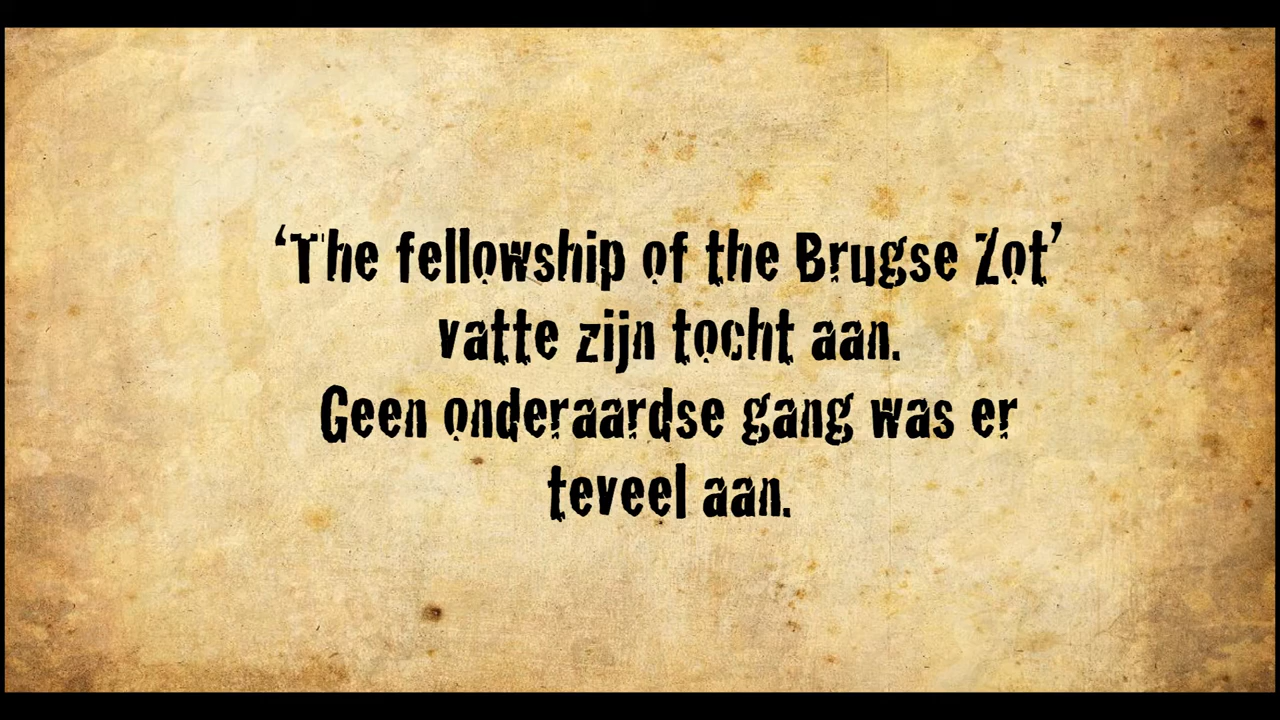 ‘The fellowship of the Brugse Zot’
vatte zijn tocht aan.
Geen onderaardse gang was er
teveel aan.